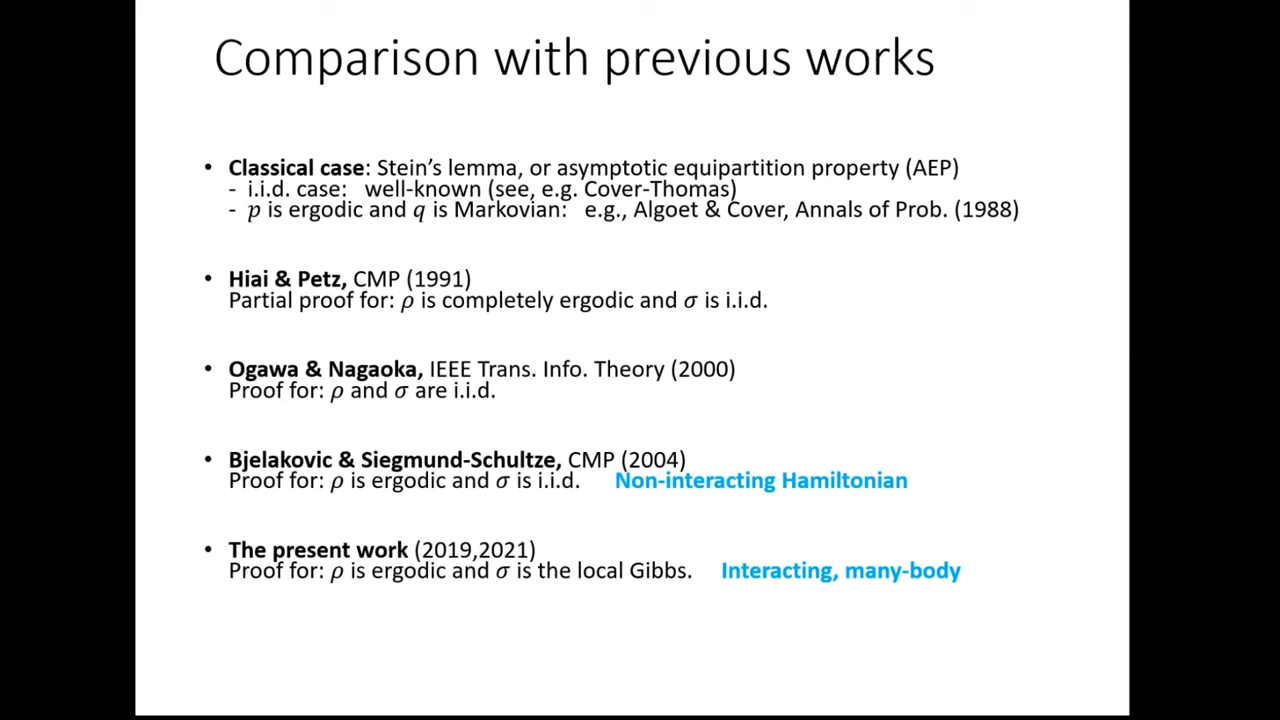 Comparison with previous works
• Classical case: Stein’s lemma, or asymptotic equipartition property (AEP)
- i.i.d. case: well-known (see, e.g. Cover-Thomas)
- p is ergodic and q is Markovian: e.g., Algoet & Cover, Annals of Prob. (1988)
• Hiai & Petz, CMP (1991)
Partial proof for: ρ is completely ergodic and σ is i.i.d.
• Ogawa & Nagaoka, IEEE Trans. Info. Theory (2000)
Proof for: ρ and σ are i.i.d.
• Bjelakovic & Siegmund-Schultze, CMP (2004)
Proof for: ρ is ergodic and σ is i.i.d. Non-interacting Hamiltonian
• The present work (2019,2021)
Proof for: ρ is ergodic and σ is the local Gibbs. Interacting, many-body